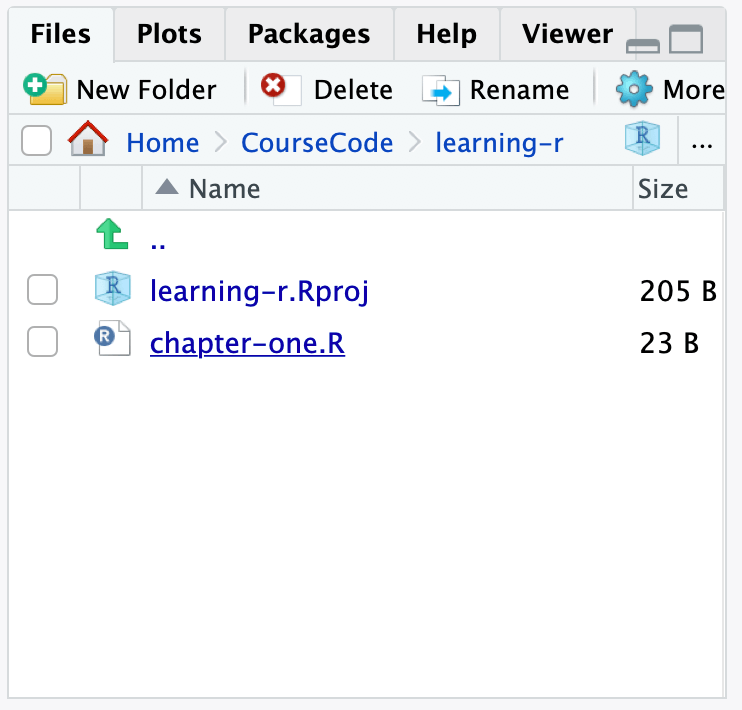 Files Plots Packages Help Viewer
New Folder Delete Rename More
Home CourseCode learning-r R ...
Name Size
..
R learning-r.Rproj 205 B
R chapter-one.R 23 B